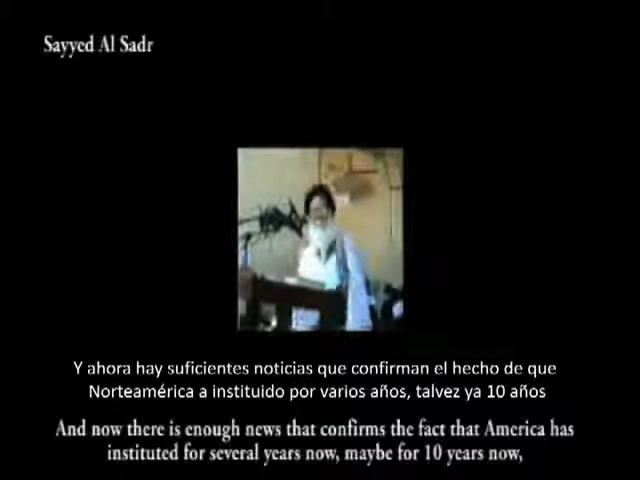 Sayyed Al Sadr
Y ahora hay suficientes noticias que confirman el hecho de que
Norteamérica a instituido por varios años, talvez ya 10 años
And now there is enough news that confirms the fact that America has
instituted for several years now, maybe for 10 years now,